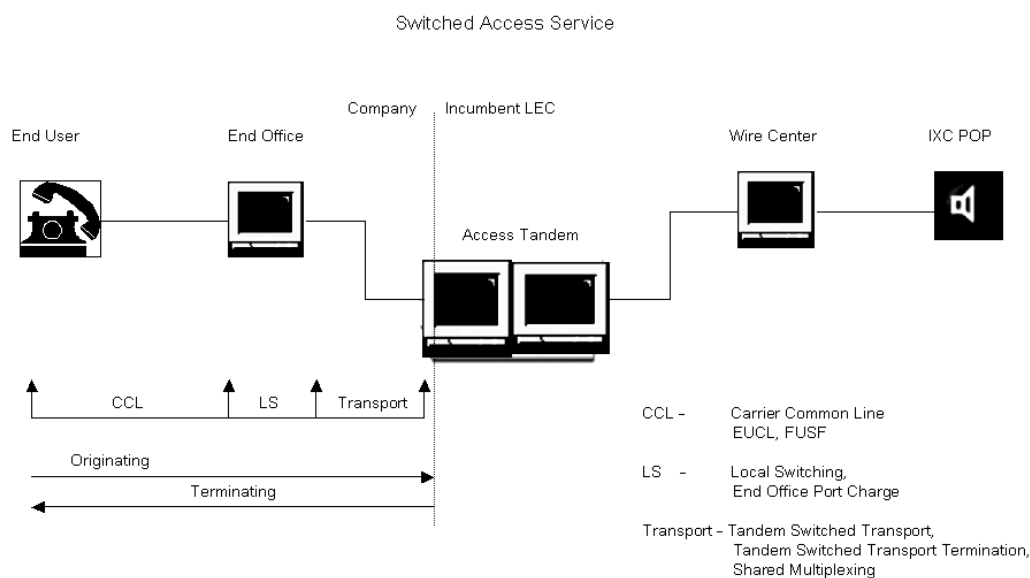 Switched Access Service
Company
Incumbent LEC
End User
End Office
Wire Center
IXC POP
Access Tandem
CCL
LS
Transport
CCL – Carrier Common Line
EUCL, FUSF
Originating
LS – Local Switching,
End Office Port Charge
Terminating
Transport – Tandem Switched Transport,
Tandem Switched Transport Termination,
Shared Multiplexing